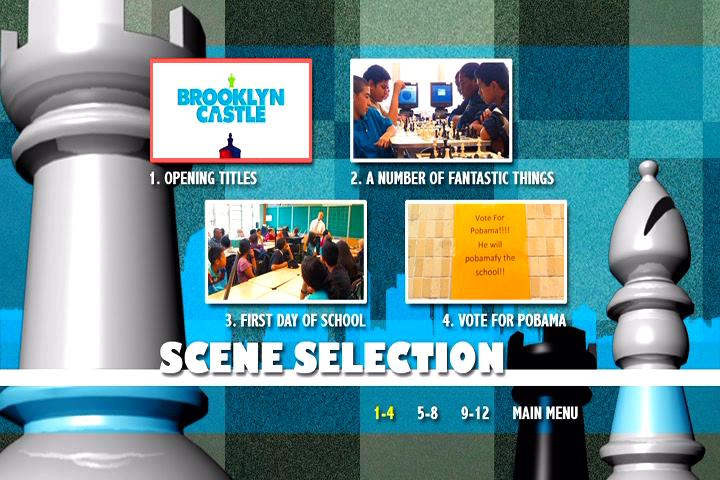 BROOKLYN
CASTLE
1. OPENING TITLES
2. A NUMBER OF FANTASTIC THINGS
Vote For
Pobama!!!!
He will
pobamafy the
school!!
3. FIRST DAY OF SCHOOL
4. VOTE FOR POBAMA
SCENE SELECTION
1-4 5-8 9-12 MAIN MENU